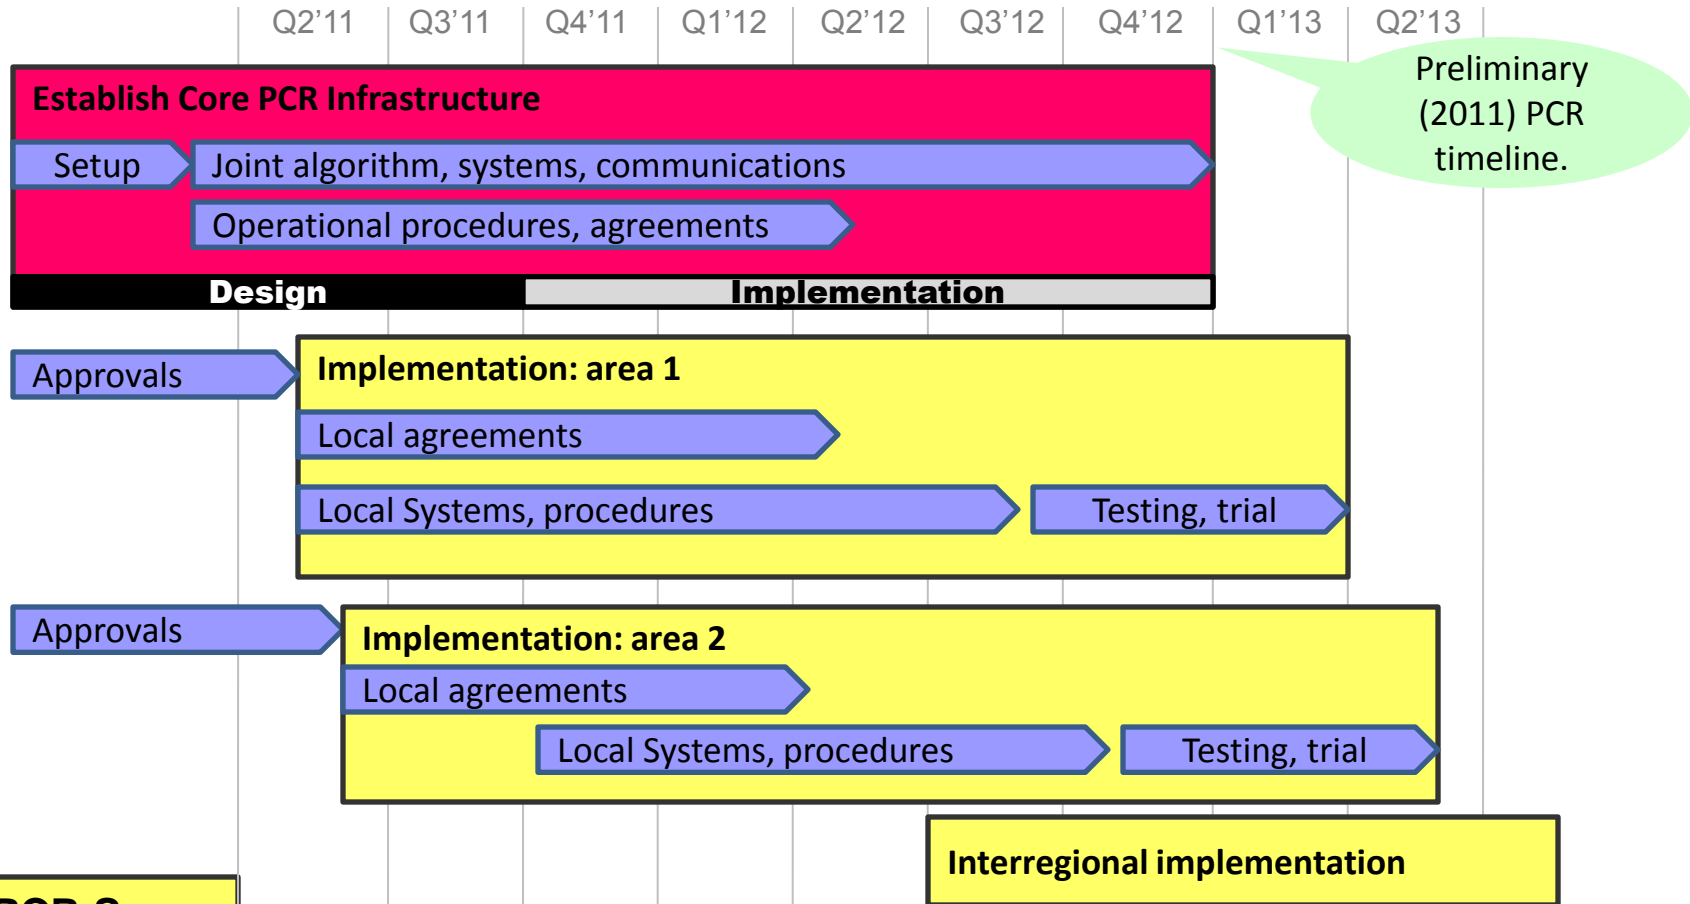 Q2’11 Q3’11 Q4’11 Q1’12 Q2’12 Q3’12 Q4’12 Q1’13 Q2’13
Preliminary
(2011) PCR
timeline.
Establish Core PCR Infrastructure
Setup
Joint algorithm, systems, communications
Operational procedures, agreements
Design
Implementation
Approvals
Implementation: area 1
Local agreements
Local Systems, procedures
Testing, trial
Approvals
Implementation: area 2
Local agreements
Local Systems, procedures
Testing, trial
Interregional implementation